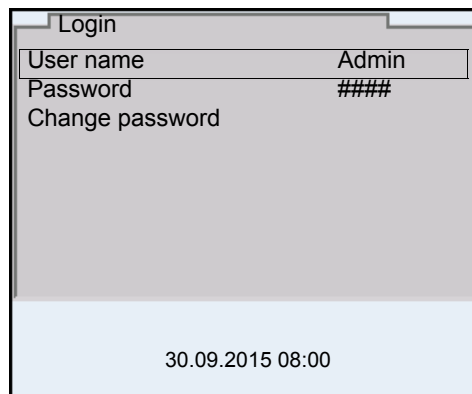 Login
User name Admin
Password ####
Change password
30.09.2015 08:00